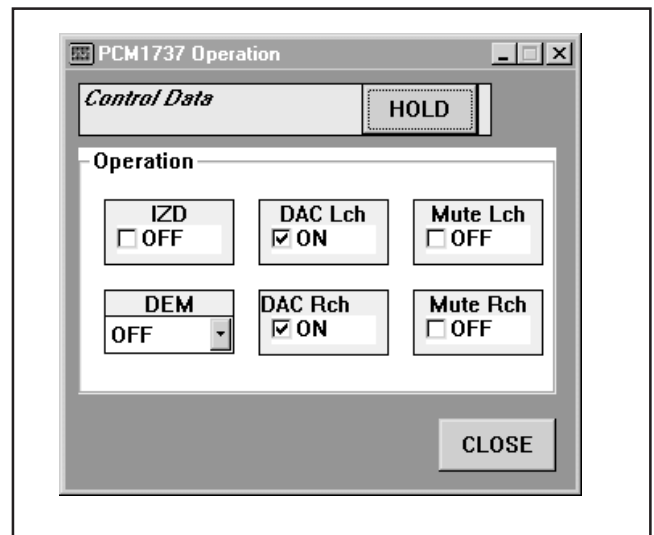 PCM1737 Operation
Control Data
HOLD
Operation
IZD
OFF
DAC Lch
ON
Mute Lch
OFF
DEM
OFF
DAC Rch
ON
Mute Rch
OFF
CLOSE